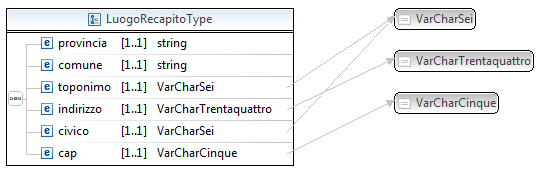 LuogoRecapitoType
provincia [1..1] string
comune [1..1] string
toponimo [1..1] VarCharSei
indirizzo [1..1] VarCharTrentaquattro
civico [1..1] VarCharSei
cap [1..1] VarCharCinque
VarCharSei
VarCharTrentaquattro
VarCharCinque